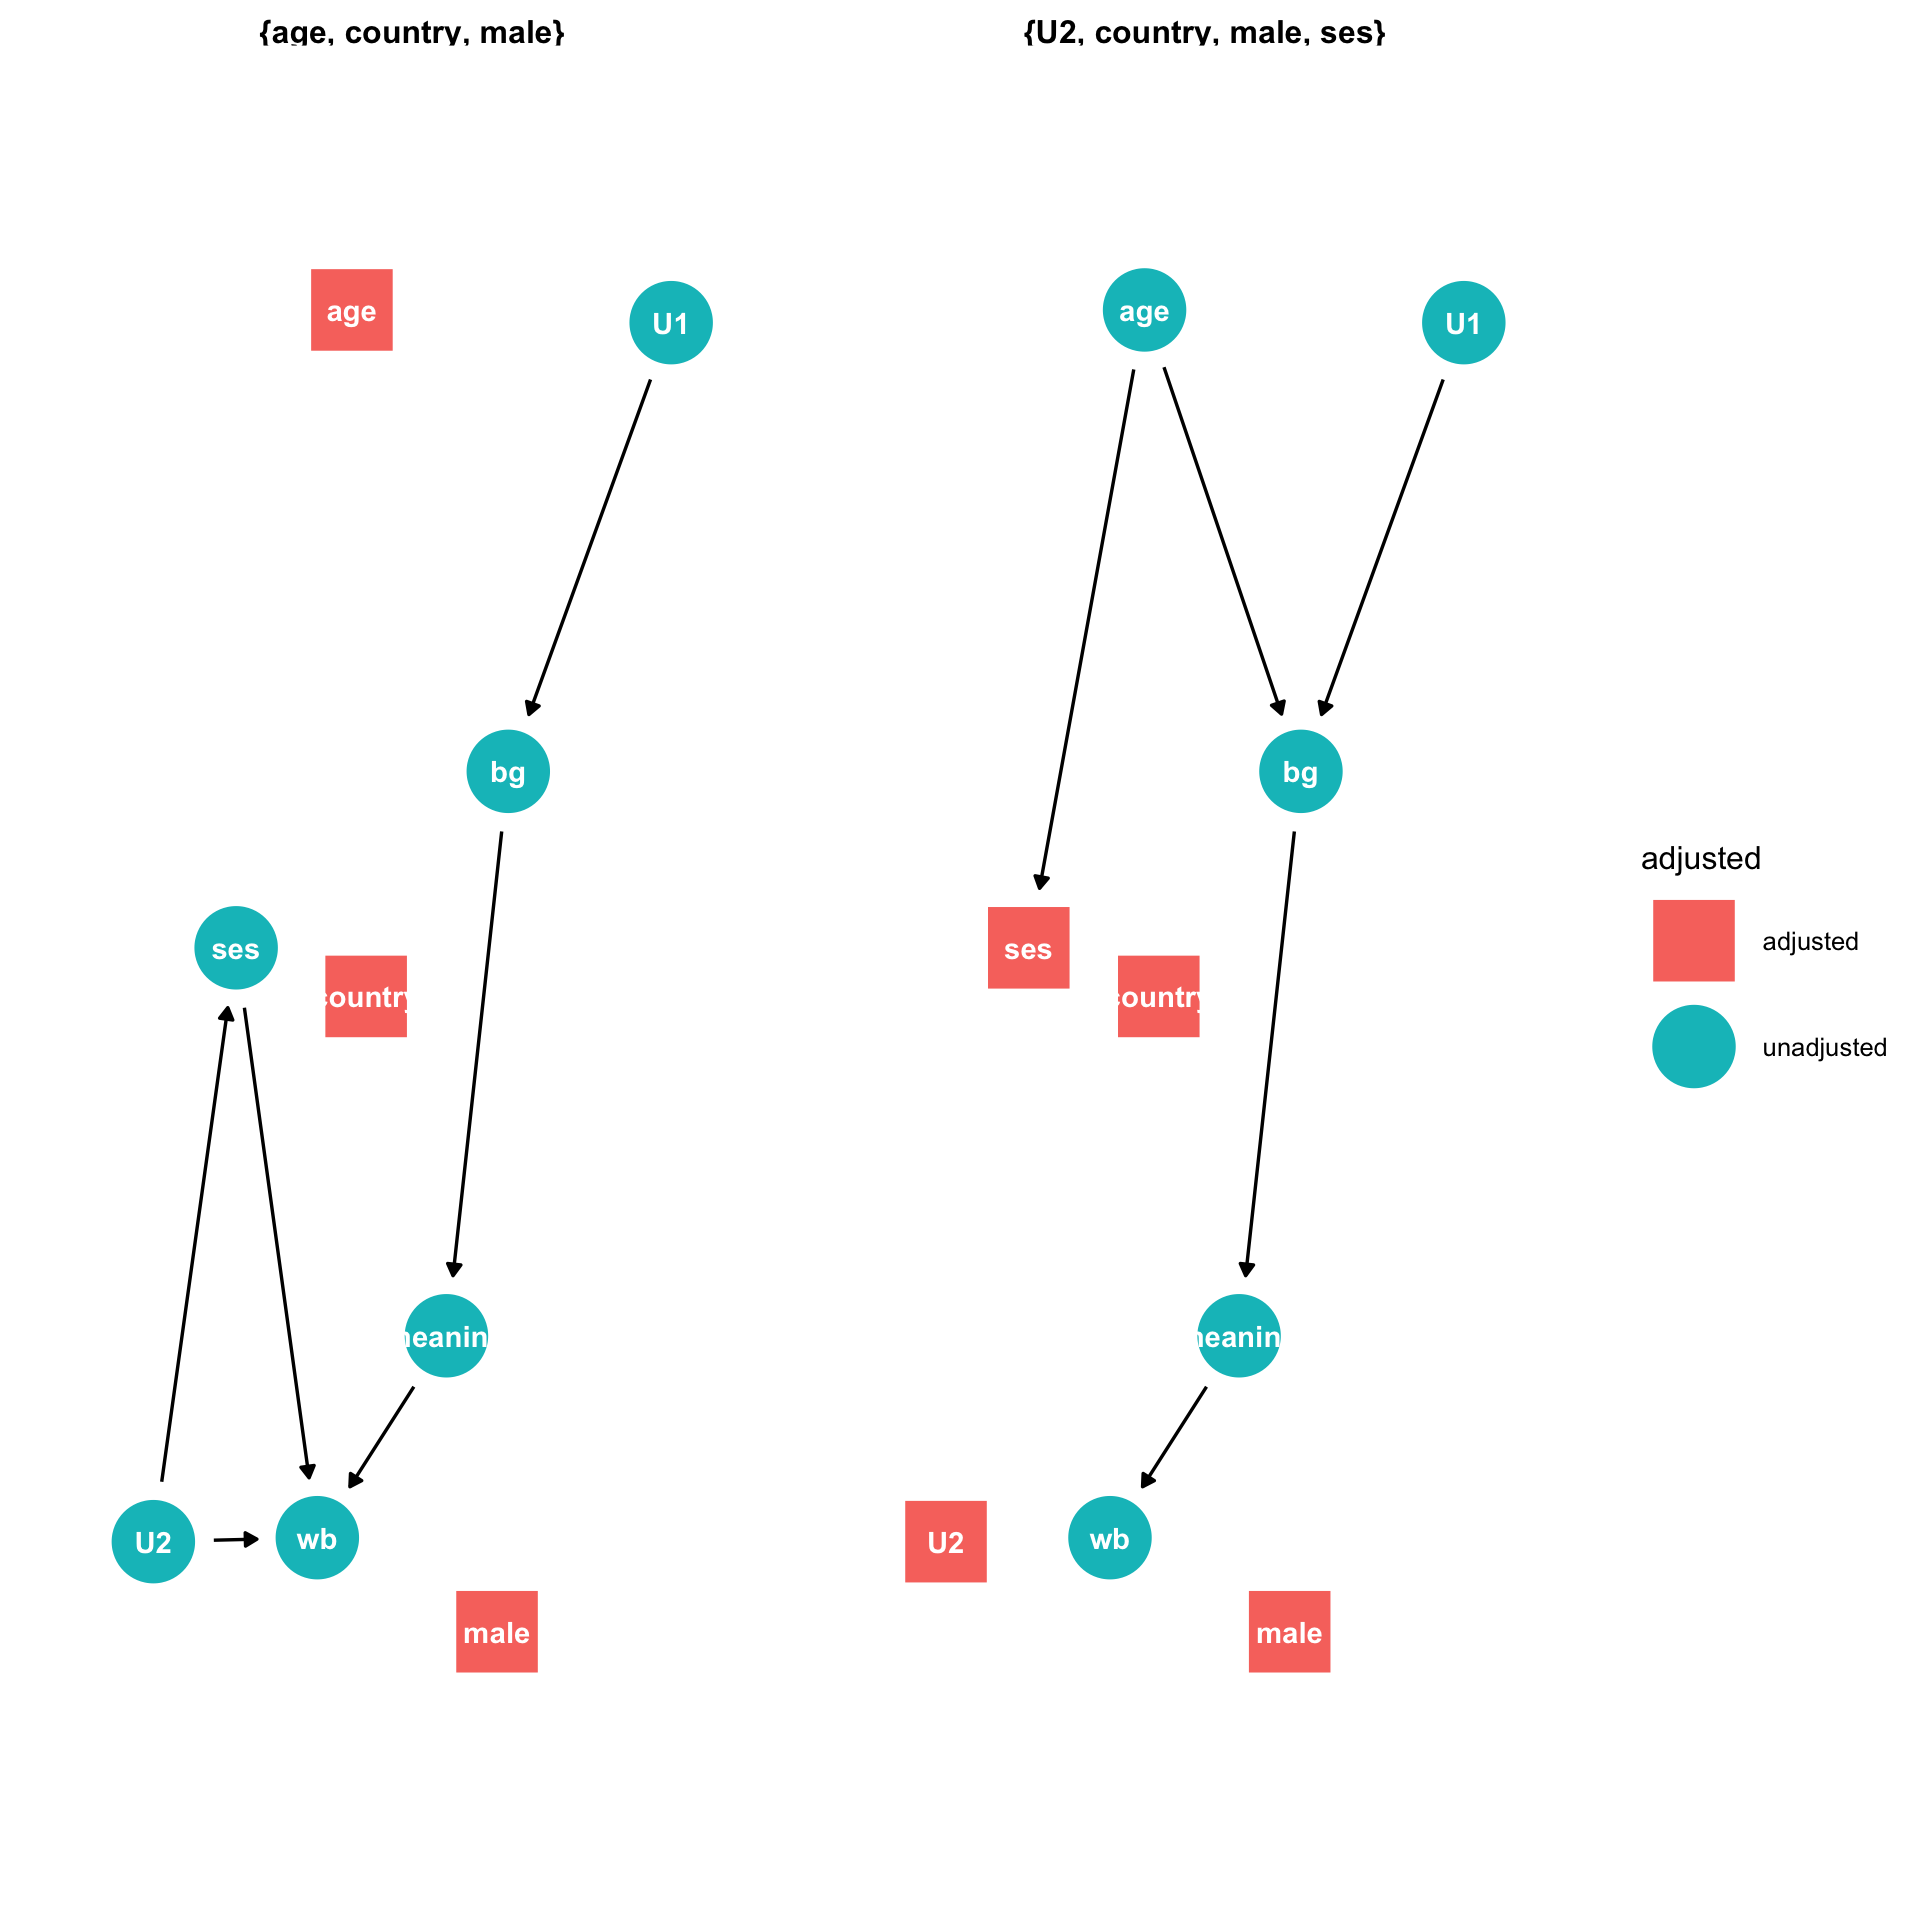 {age, country, male}
age
U1
bg
ses
country
meanin
U2
wb
male
{U2, country, male, ses}
age
U1
bg
ses
country
meanin
U2
wb
male
adjusted
adjusted
unadjusted